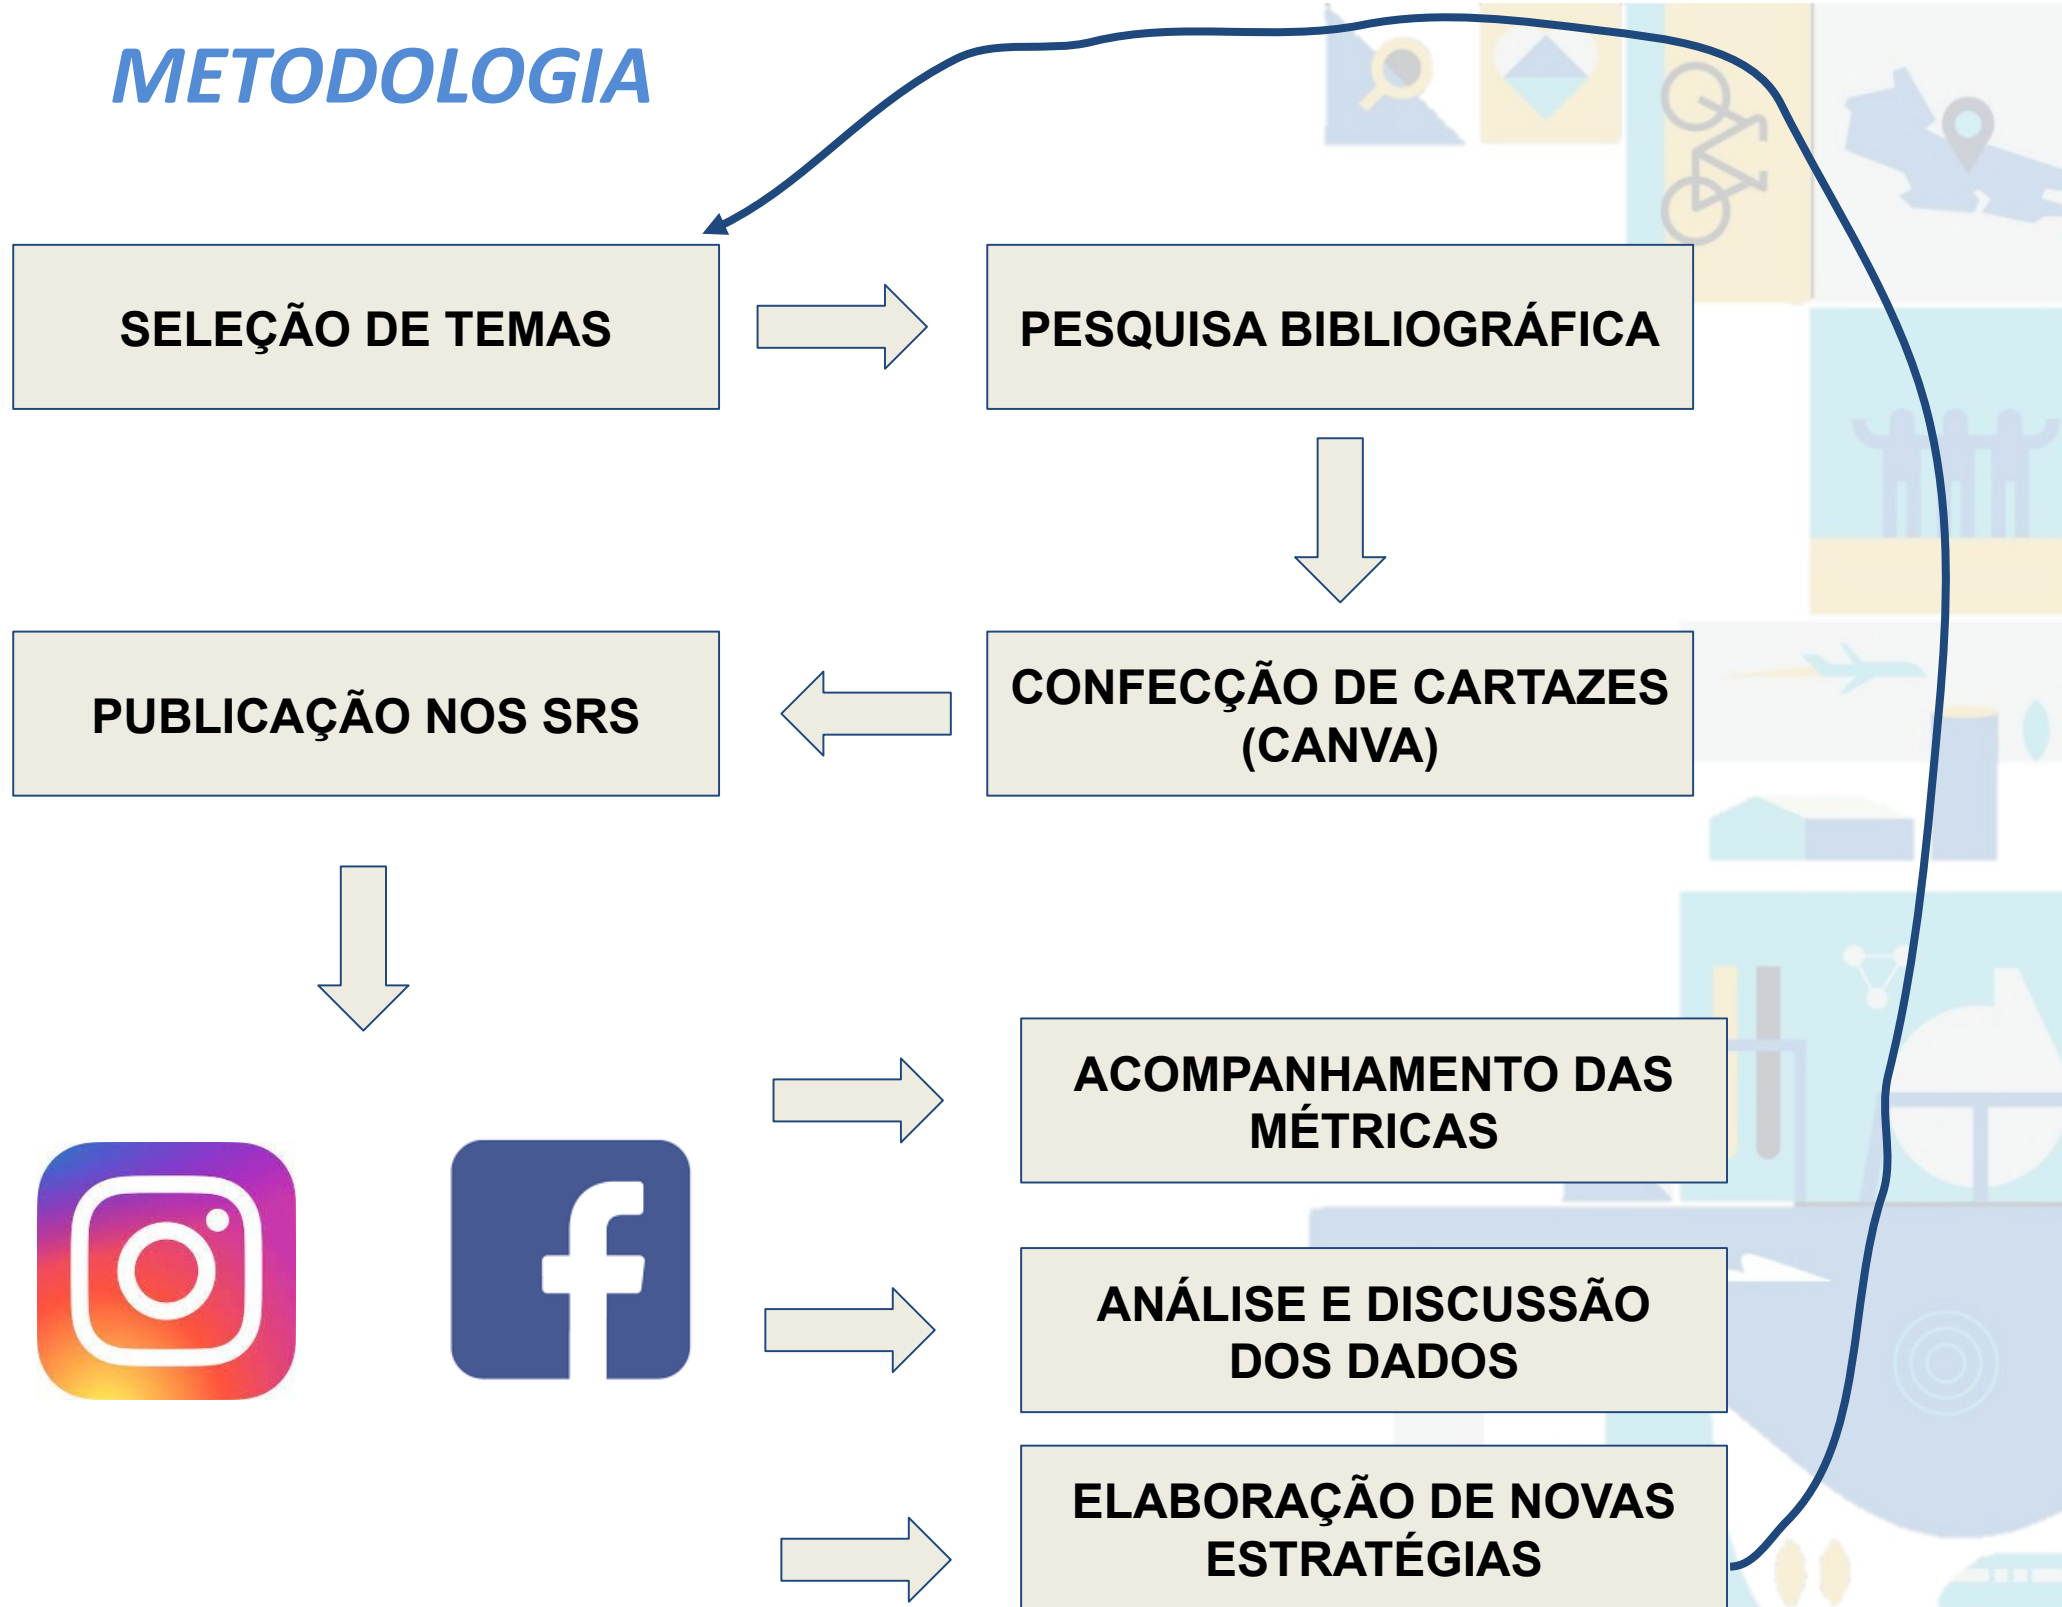 METODOLOGIA
SELEÇÃO DE TEMAS
PESQUISA BIBLIOGRÁFICA
CONFECÇÃO DE CARTAZES
(CANVA)
PUBLICAÇÃO NOS SRS
ACOMPANHAMENTO DAS
MÉTRICAS
ANÁLISE E DISCUSSÃO
DOS DADOS
ELABORAÇÃO DE NOVAS
ESTRATÉGIAS